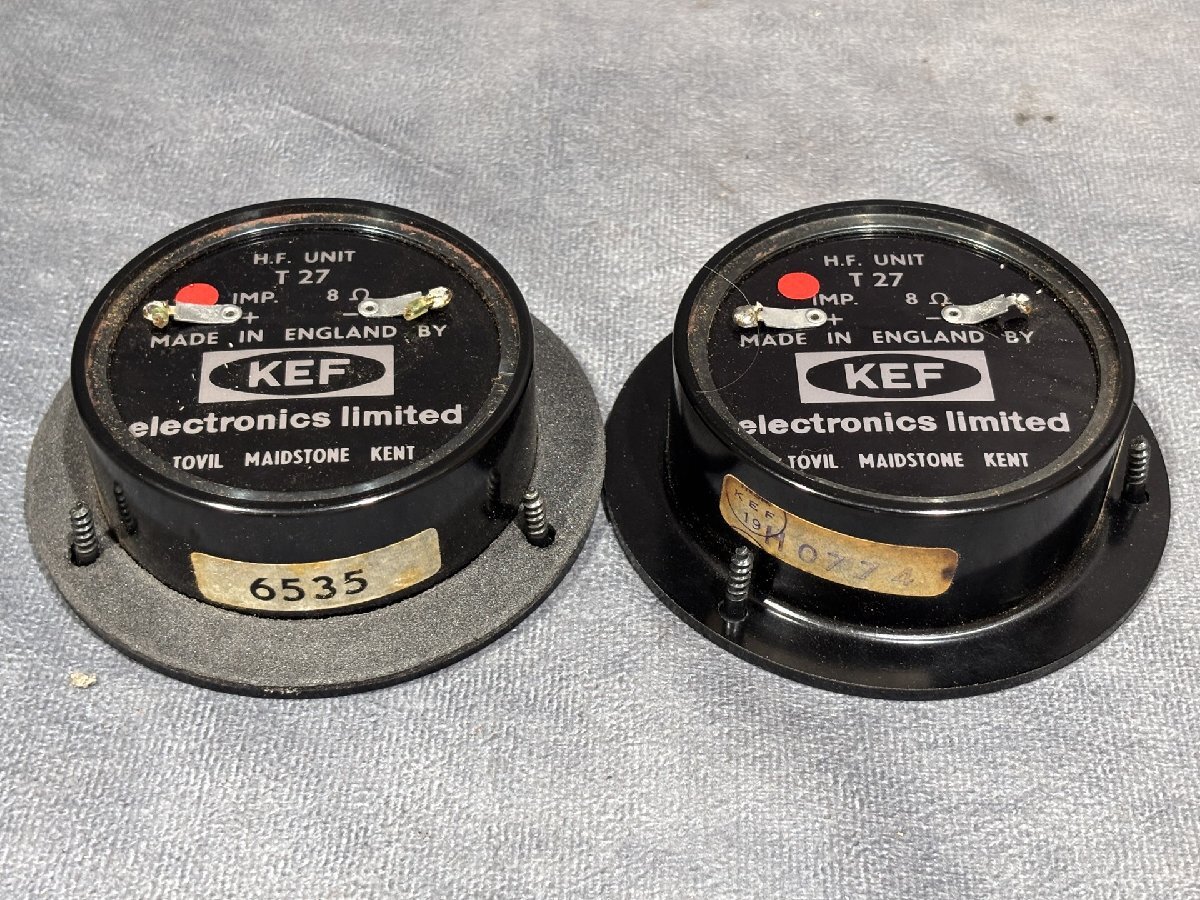 H.F. UNIT
T 27
IMP. 8 Ω
+ −
MADE IN ENGLAND BY
KEF
electronics limited
TOVIL MAIDSTONE KENT
6535
H.F. UNIT
T 27
IMP. 8 Ω
+ −
MADE IN ENGLAND BY
KEF
electronics limited
TOVIL MAIDSTONE KENT
KEF
19
0774